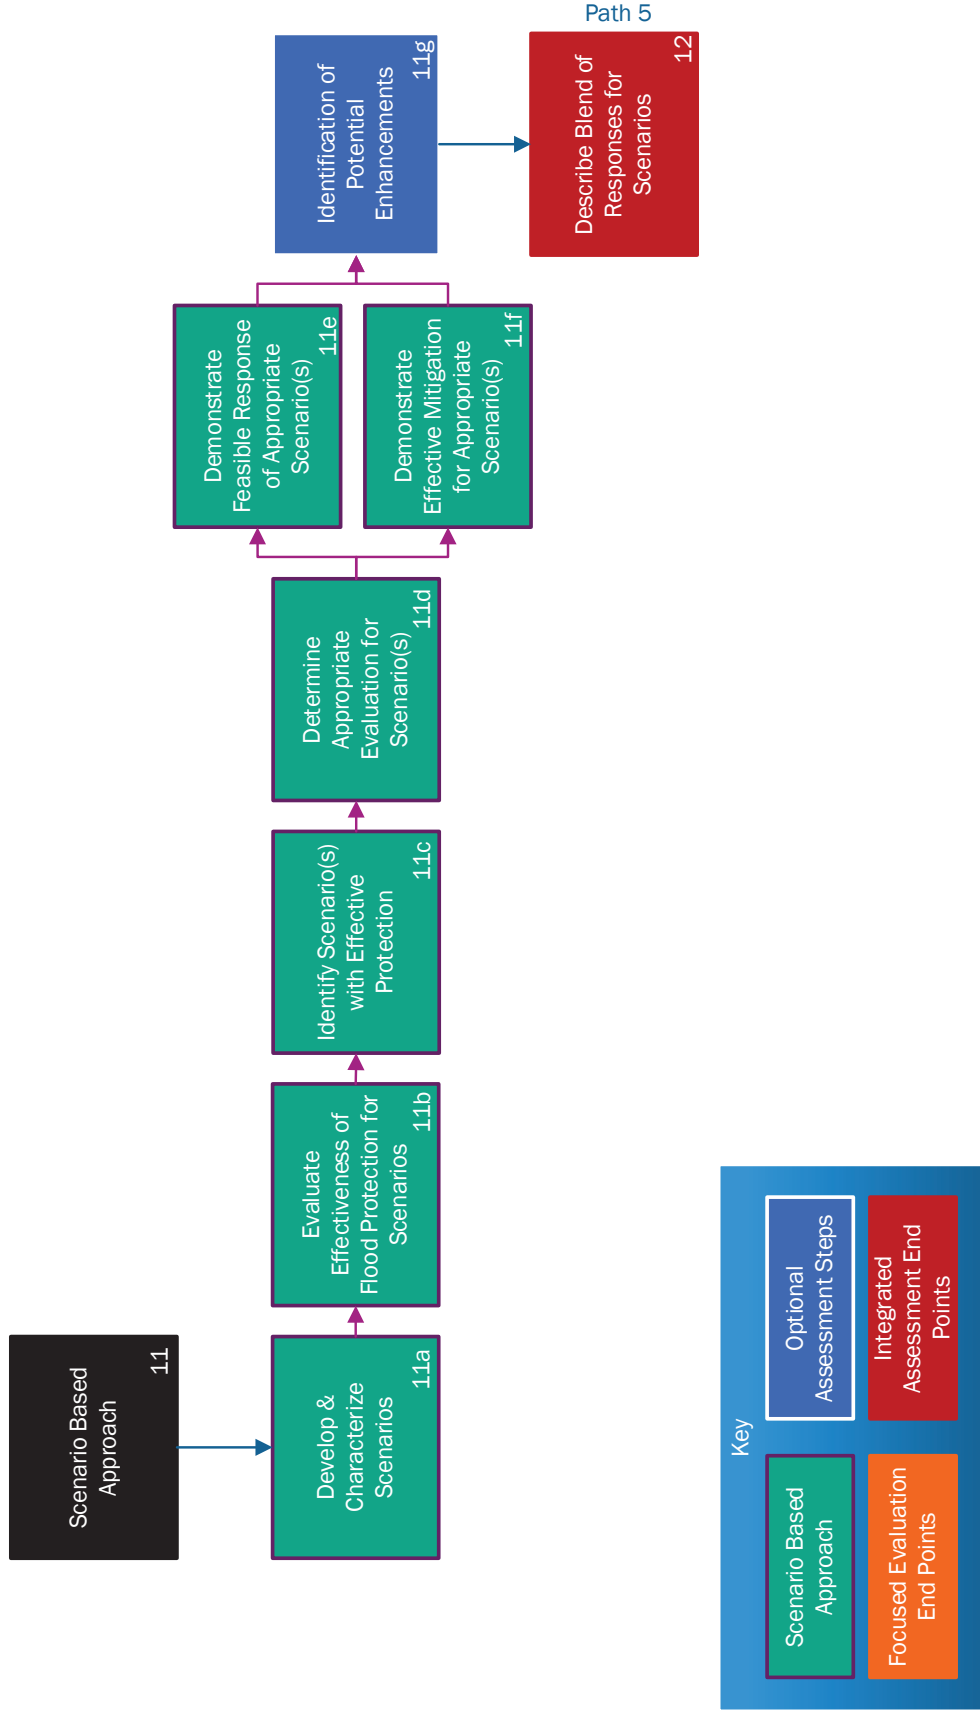 Scenario Based
Approach
11
Develop &
Characterize
Scenarios
11a
Evaluate
Effectiveness of
Flood Protection for
Scenarios
11b
Identify Scenario(s)
with Effective
Protection
11c
Determine
Appropriate
Evaluation for
Scenario(s)
11d
Demonstrate
Feasible Response
of Appropriate
Scenario(s)
11e
Demonstrate
Effective Mitigation
for Appropriate
Scenario(s)
11f
Identification of
Potential
Enhancements
11g
Describe Blend of
Responses for
Scenarios
12
Path 5
Key
Scenario Based
Approach
Optional
Assessment Steps
Focused Evaluation
End Points
Integrated
Assessment End
Points